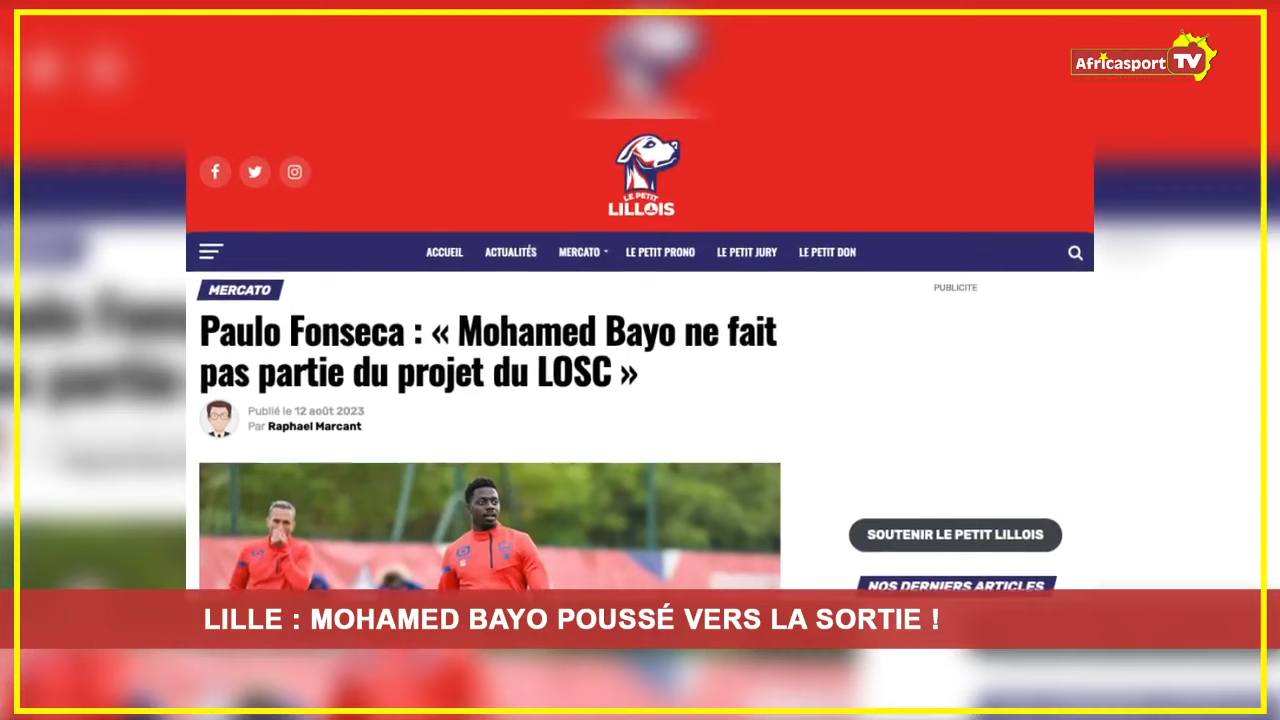 Africasport TV
LE PETIT
LILLOIS
ACCUEIL ACTUALITÉS MERCATO LE PETIT PRONO LE PETIT JURY LE PETIT DON
MERCATO
PUBLICITE
Paulo Fonseca : « Mohamed Bayo ne fait
pas partie du projet du LOSC »
Publié le 12 août 2023
Par Raphael Marcant
SOUTENIR LE PETIT LILLOIS
NOS DERNIERS ARTICLES
LILLE : MOHAMED BAYO POUSSÉ VERS LA SORTIE !